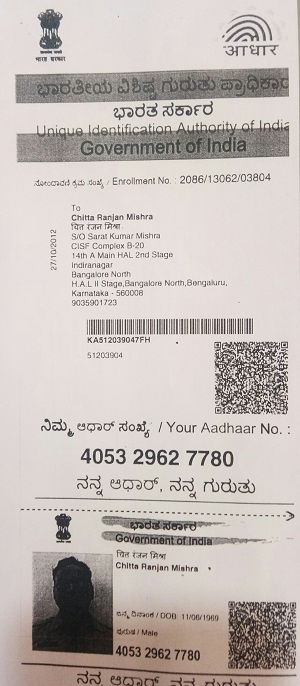 भारत सरकार
आधार
ಭಾರತೀಯ ವಿಶಿಷ್ಟ ಗುರುತು ಪ್ರಾಧಿಕಾರ
ಭಾರತ ಸರ್ಕಾರ
Unique Identification Authority of India
Government of India
ನೋಂದಾವಣೆ ಕ್ರಮ ಸಂಖ್ಯೆ / Enrollment No. : 2086/13062/03804
27/10/2012
To
Chitta Ranjan Mishra
चित रंजन मिश्रा
S/O Sarat Kumar Mishra
CISF Complex B-20
14th A Main HAL 2nd Stage
Indiranagar
Bangalore North
H.A.L II Stage,Bangalore North,Bengaluru,
Karnataka - 560008
9035901723
KA512039047FH
51203904
ನಿಮ್ಮ ಆಧಾರ್ ಸಂಖ್ಯೆ / Your Aadhaar No. :
4053 2962 7780
ನನ್ನ ಆಧಾರ್, ನನ್ನ ಗುರುತು
ಭಾರತ ಸರ್ಕಾರ
Government of India
चित रंजन मिश्रा
Chitta Ranjan Mishra
ಜನ್ಮ ದಿನಾಂಕ / DOB: 11/06/1969
ಪುರುಷ / Male
4053 2962 7780
ನನ್ನ ಆಧಾರ್, ನನ್ನ ಗುರುತು